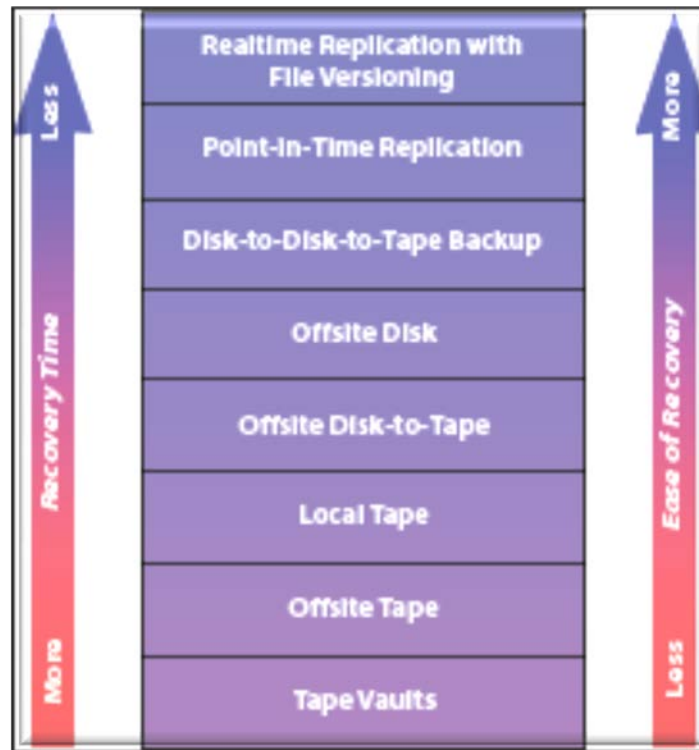 Less
Recovery Time
More
Realtime Replication with
File Versioning
Point-in-Time Replication
Disk-to-Disk-to-Tape Backup
Offsite Disk
Offsite Disk-to-Tape
Local Tape
Offsite Tape
Tape Vaults
More
Ease of Recovery
Less